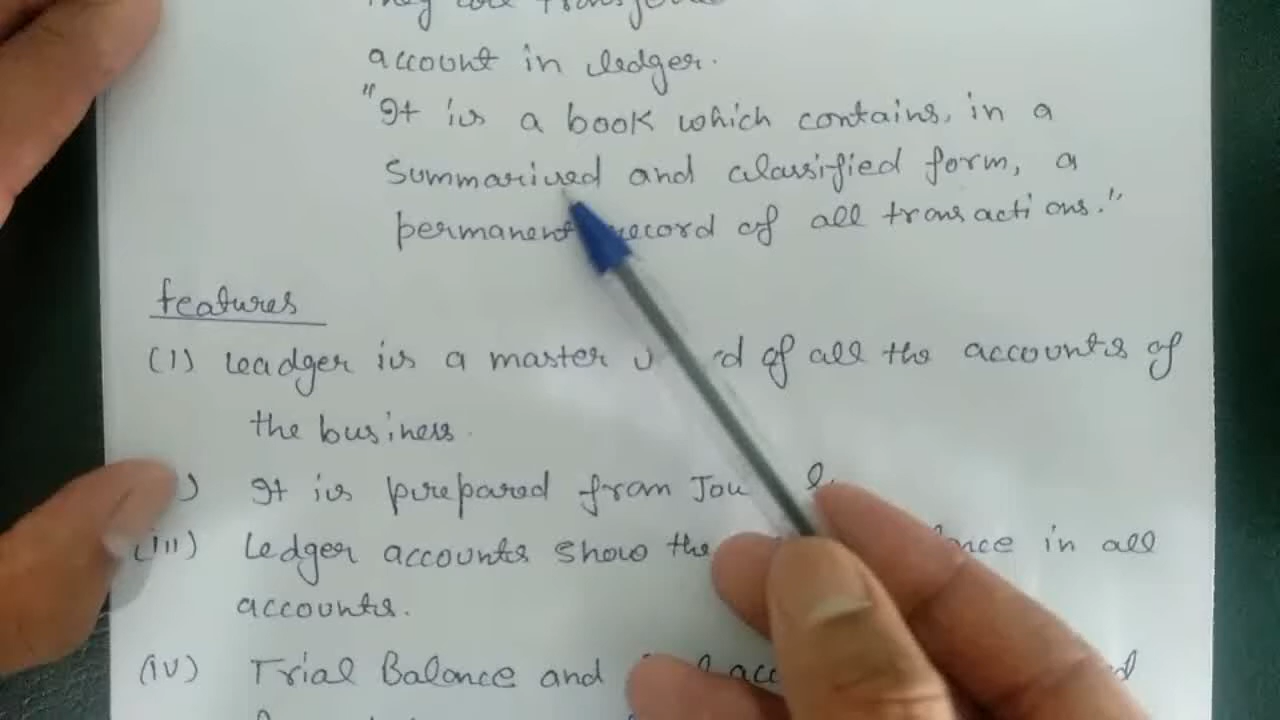 They are
account in ledger.
"It is a book which contains, in a
Summarised and classified form, a
permanent record of all transactions."
features
(I) Leadger is a master of all the accounts of
the business.
) It is prepared from
(iii) Ledger accounts show the in all
accounts.
(iv) Trial Balance and